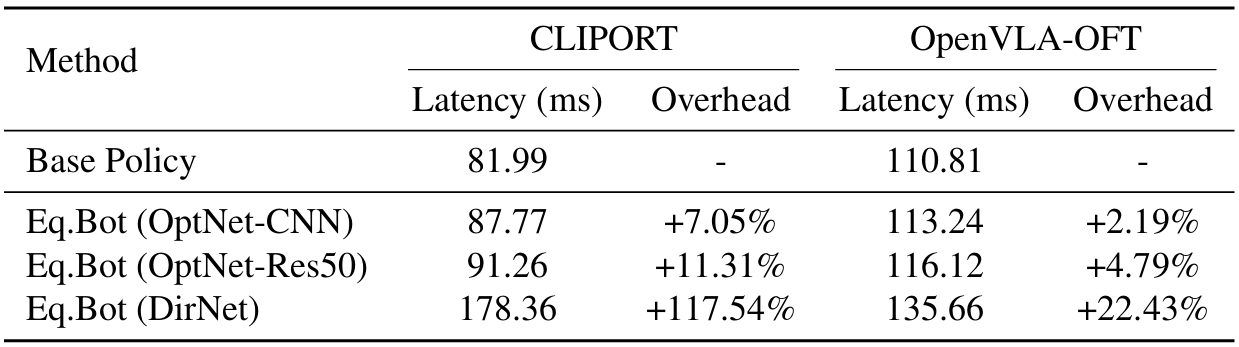 Method CLIPORT OpenVLA-OFT
Latency (ms) Overhead Latency (ms) Overhead
Base Policy 81.99 - 110.81 -
Eq.Bot (OptNet-CNN) 87.77 +7.05% 113.24 +2.19%
Eq.Bot (OptNet-Res50) 91.26 +11.31% 116.12 +4.79%
Eq.Bot (DirNet) 178.36 +117.54% 135.66 +22.43%